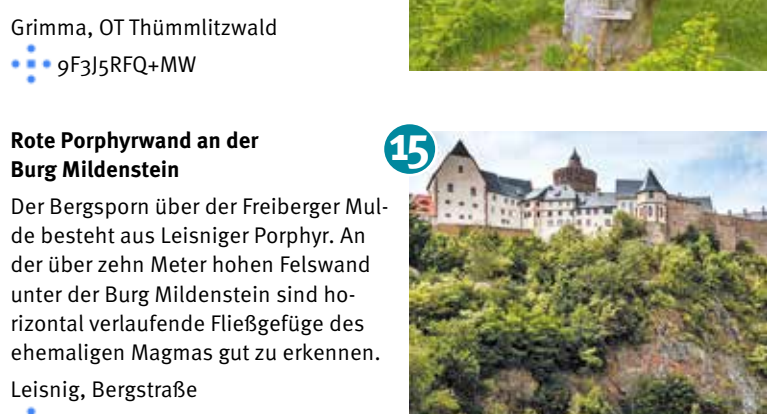 Grimma, OT Thümmlitzwald
9F3J5RFQ+MW
Rote Porphyrwand an der
Burg Mildenstein
15
Der Bergsporn über der Freiberger Mul-
de besteht aus Leisniger Porphyr. An
der über zehn Meter hohen Felswand
unter der Burg Mildenstein sind ho-
rizontal verlaufende Fließgefüge des
ehemaligen Magmas gut zu erkennen.
Leisnig, Bergstraße